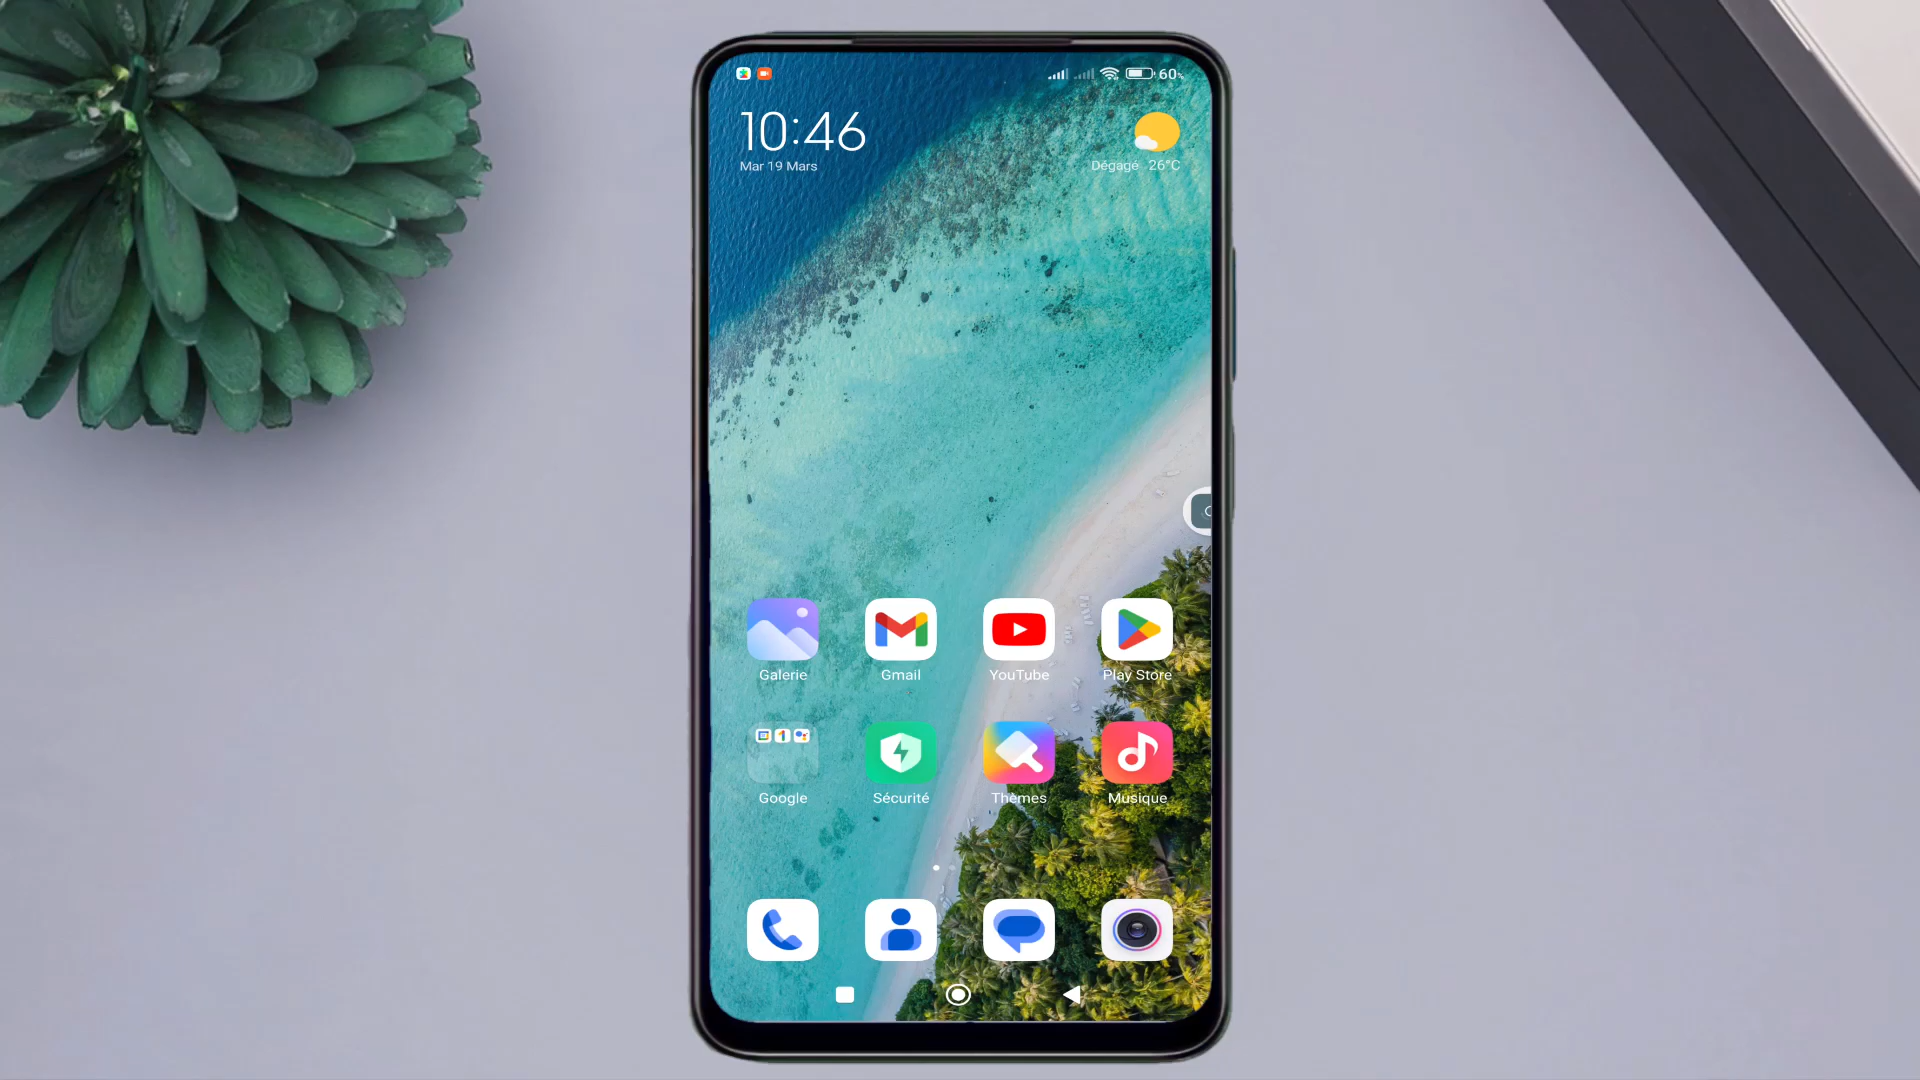 60%
10:46
Mar 19 Mars
Dégagé 26°C
Galerie
Gmail
YouTube
Play Store
Google
Sécurité
Thèmes
Musique